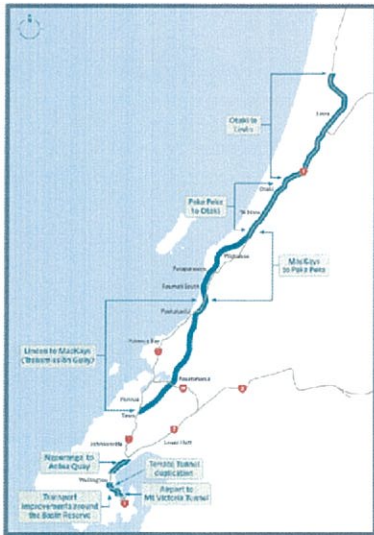 Otaki to
Levin
Levin
Otaki
Peka Peka
to Otaki
Te Horo
MacKays
to Peka Peka
Waikanae
Paraparaumu
Raumati South
Paekakariki
Linden to MacKays
(Transmission Gully)
Pauatahanui
Porirua
Tawa
Johnsonville
Lower Hutt
Ngauranga to
Aotea Quay
Terrace Tunnel
duplication
Wellington
Airport to
Mt Victoria Tunnel
Transport
improvements around
the Basin Reserve